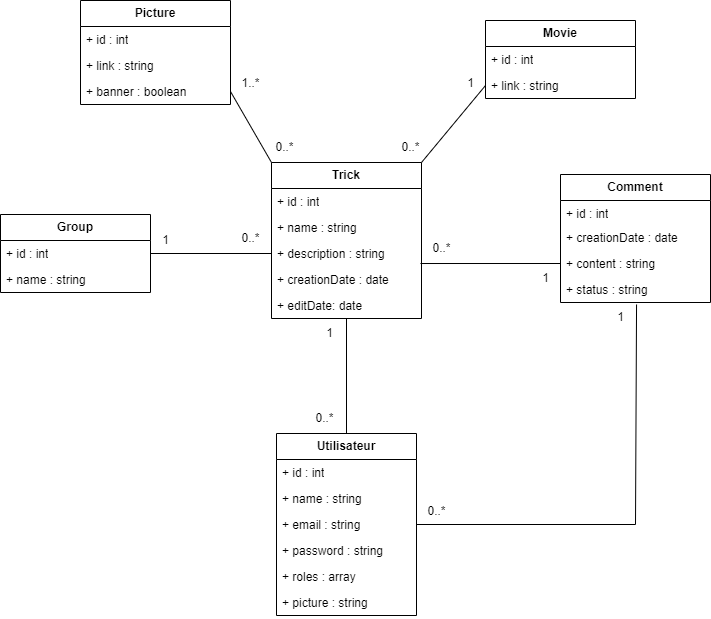 Picture
+ id : int
+ link : string
+ banner : boolean
Movie
+ id : int
+ link : string
1..*
1
0..*
0..*
Trick
+ id : int
+ name : string
+ description : string
+ creationDate : date
+ editDate: date
Comment
+ id : int
+ creationDate : date
+ content : string
+ status : string
Group
+ id : int
+ name : string
1
0..*
0..*
1
1
1
0..*
Utilisateur
+ id : int
+ name : string
+ email : string
+ password : string
+ roles : array
+ picture : string
0..*